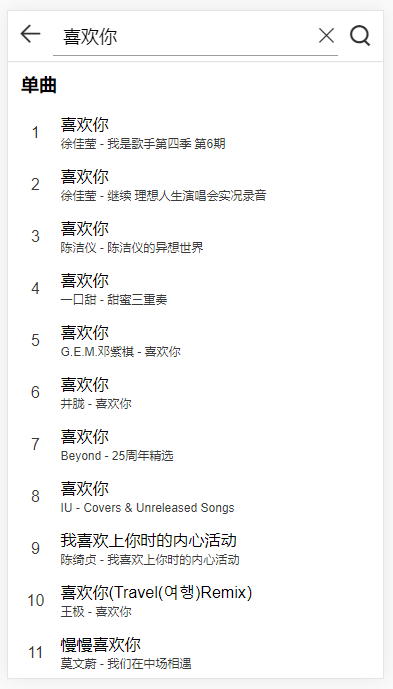 喜欢你
单曲
1
喜欢你
徐佳莹 - 我是歌手第四季 第6期
2
喜欢你
徐佳莹 - 继续 理想人生演唱会实况录音
3
喜欢你
陈洁仪 - 陈洁仪的异想世界
4
喜欢你
一口甜 - 甜蜜三重奏
5
喜欢你
G.E.M.邓紫棋 - 喜欢你
6
喜欢你
井胧 - 喜欢你
7
喜欢你
Beyond - 25周年精选
8
喜欢你
IU - Covers & Unreleased Songs
9
我喜欢上你时的内心活动
陈绮贞 - 我喜欢上你时的内心活动
10
喜欢你(Travel(여행)Remix)
王极 - 喜欢你
11
慢慢喜欢你
莫文蔚 - 我们在中场相遇